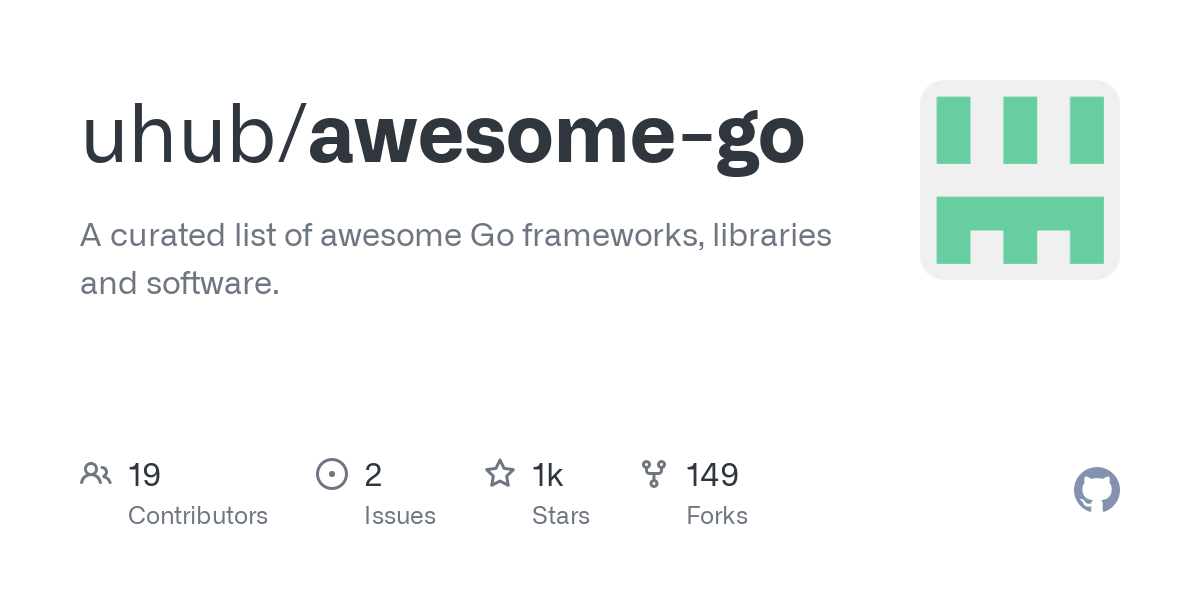 uhub/awesome-go
A curated list of awesome Go frameworks, libraries
and software.
19 2 1k 149
Contributors Issues Stars Forks